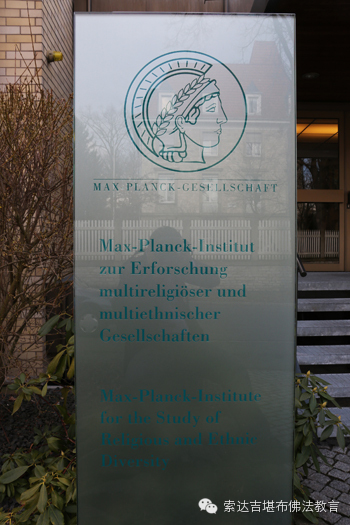 MAX PLANCK-GESELLSCHAFT
Max-Planck-Institut
zur Erforschung
multireligiöser und
multiethnischer
Gesellschaften
Max-Planck-Institute
for the Study of
Religious and Ethnic
Diversity
索达吉堪布佛法教言